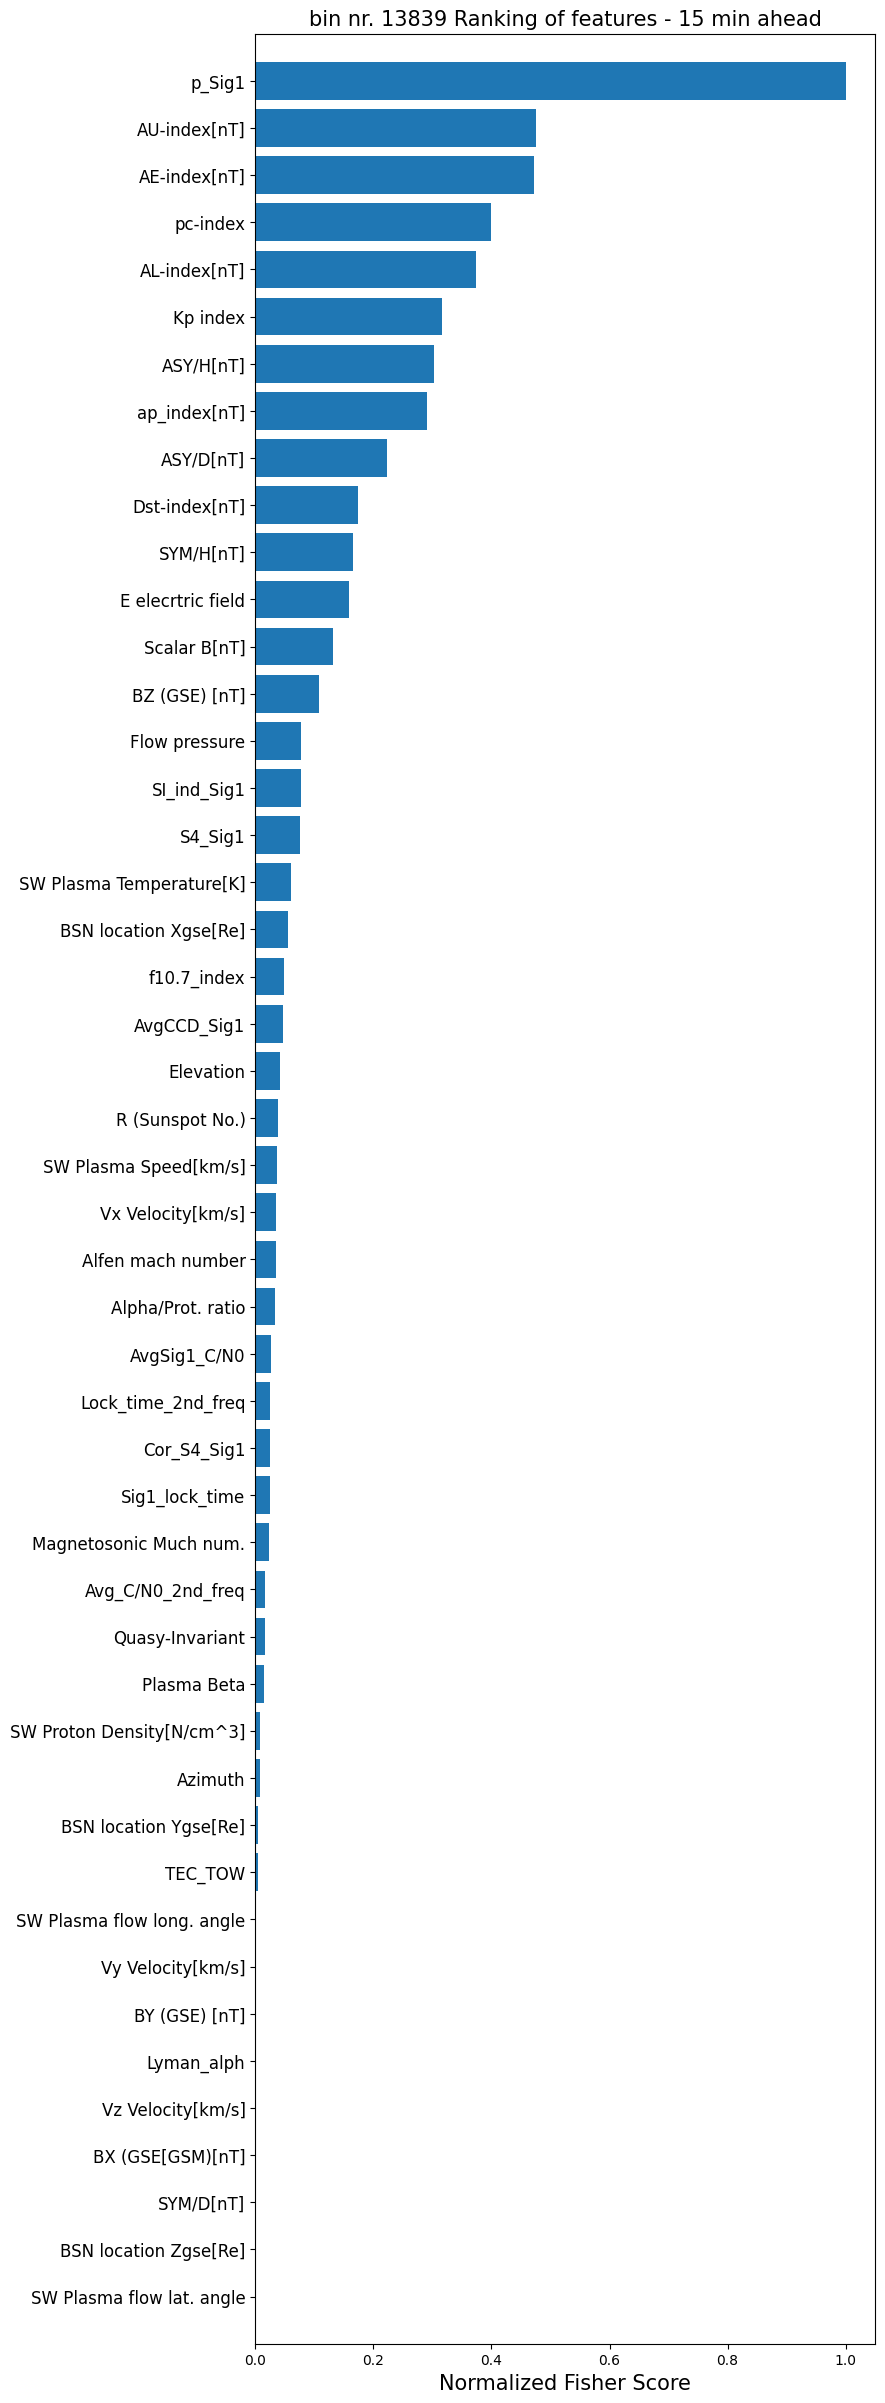 bin nr. 13839 Ranking of features - 15 min ahead
p_Sig1
AU-index[nT]
AE-index[nT]
pc-index
AL-index[nT]
Kp index
ASY/H[nT]
ap_index[nT]
ASY/D[nT]
Dst-index[nT]
SYM/H[nT]
E elecrtric field
Scalar B[nT]
BZ (GSE) [nT]
Flow pressure
SI_ind_Sig1
S4_Sig1
SW Plasma Temperature[K]
BSN location Xgse[Re]
f10.7_index
AvgCCD_Sig1
Elevation
R (Sunspot No.)
SW Plasma Speed[km/s]
Vx Velocity[km/s]
Alfen mach number
Alpha/Prot. ratio
AvgSig1_C/N0
Lock_time_2nd_freq
Cor_S4_Sig1
Sig1_lock_time
Magnetosonic Much num.
Avg_C/N0_2nd_freq
Quasy-Invariant
Plasma Beta
SW Proton Density[N/cm^3]
Azimuth
BSN location Ygse[Re]
TEC_TOW
SW Plasma flow long. angle
Vy Velocity[km/s]
BY (GSE) [nT]
Lyman_alph
Vz Velocity[km/s]
BX (GSE[GSM)[nT]
SYM/D[nT]
BSN location Zgse[Re]
SW Plasma flow lat. angle
0.0 0.2 0.4 0.6 0.8 1.0
Normalized Fisher Score